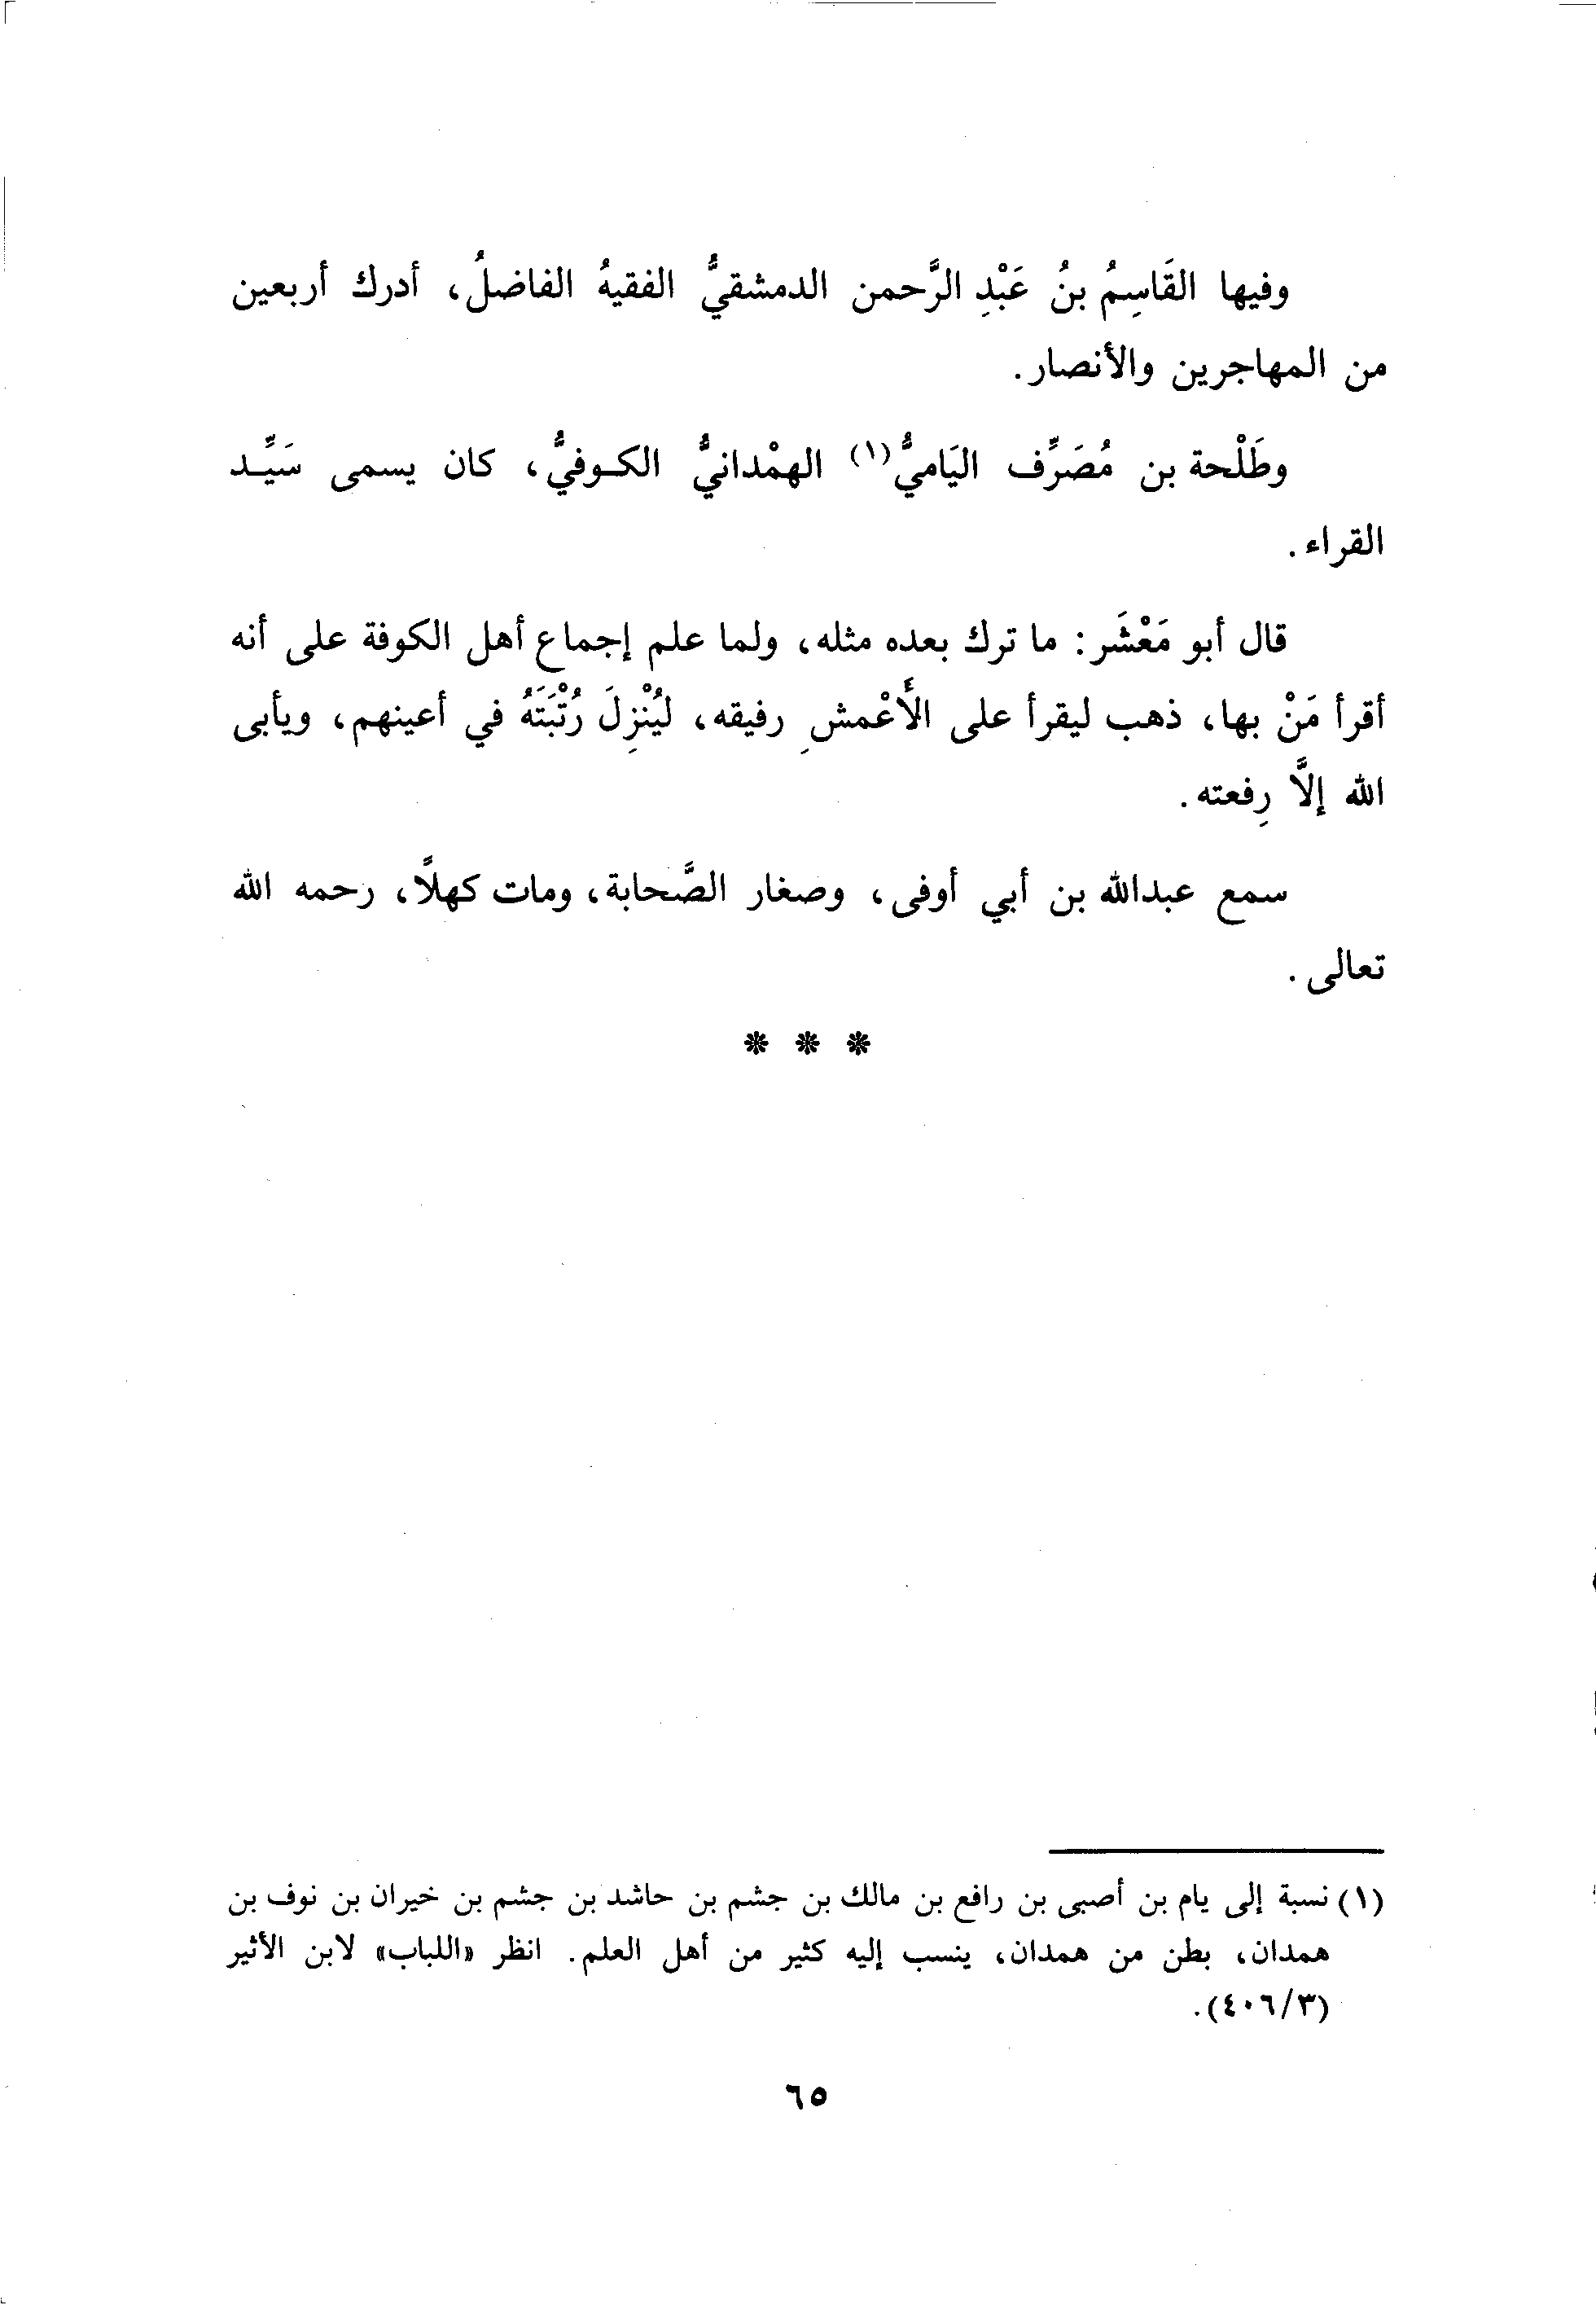 وفيها القَاسِمُ بنُ عَبْدِ الرَّحمن الدمشقيُّ الفقيهُ الفاضلُ، أدرك أربعين
من المهاجرين والأنصار.
وطَلْحة بن مُصَرِّف اليَاميُّ(١) الهمْدانيُّ الكـوفيُّ، كان يسمى سَيِّـد
القراء.
قال أبو مَعْشَر: ما ترك بعده مثله، ولما علم إجماع أهل الكوفة على أنه
أقرأ مَنْ بها، ذهب ليقرأ على الأَعْمشِ رفيقه، ليُنْزِلَ رُتْبَتَهُ في أعينهم، ويأبى
الله إلَّا رِفعته.
سمع عبدالله بن أبي أوفى، وصغار الصَّحابة، ومات كهلًا، رحمه الله
تعالى.
* * *
(١) نسبة إلى يام بن أصبى بن رافع بن مالك بن جشم بن حاشد بن جشم بن خيران بن نوف بن
همدان، بطن من همدان، ينسب إليه كثير من أهل العلم. انظر «اللباب» لابن الأثير
(٤٠٦/٣).
٦٥